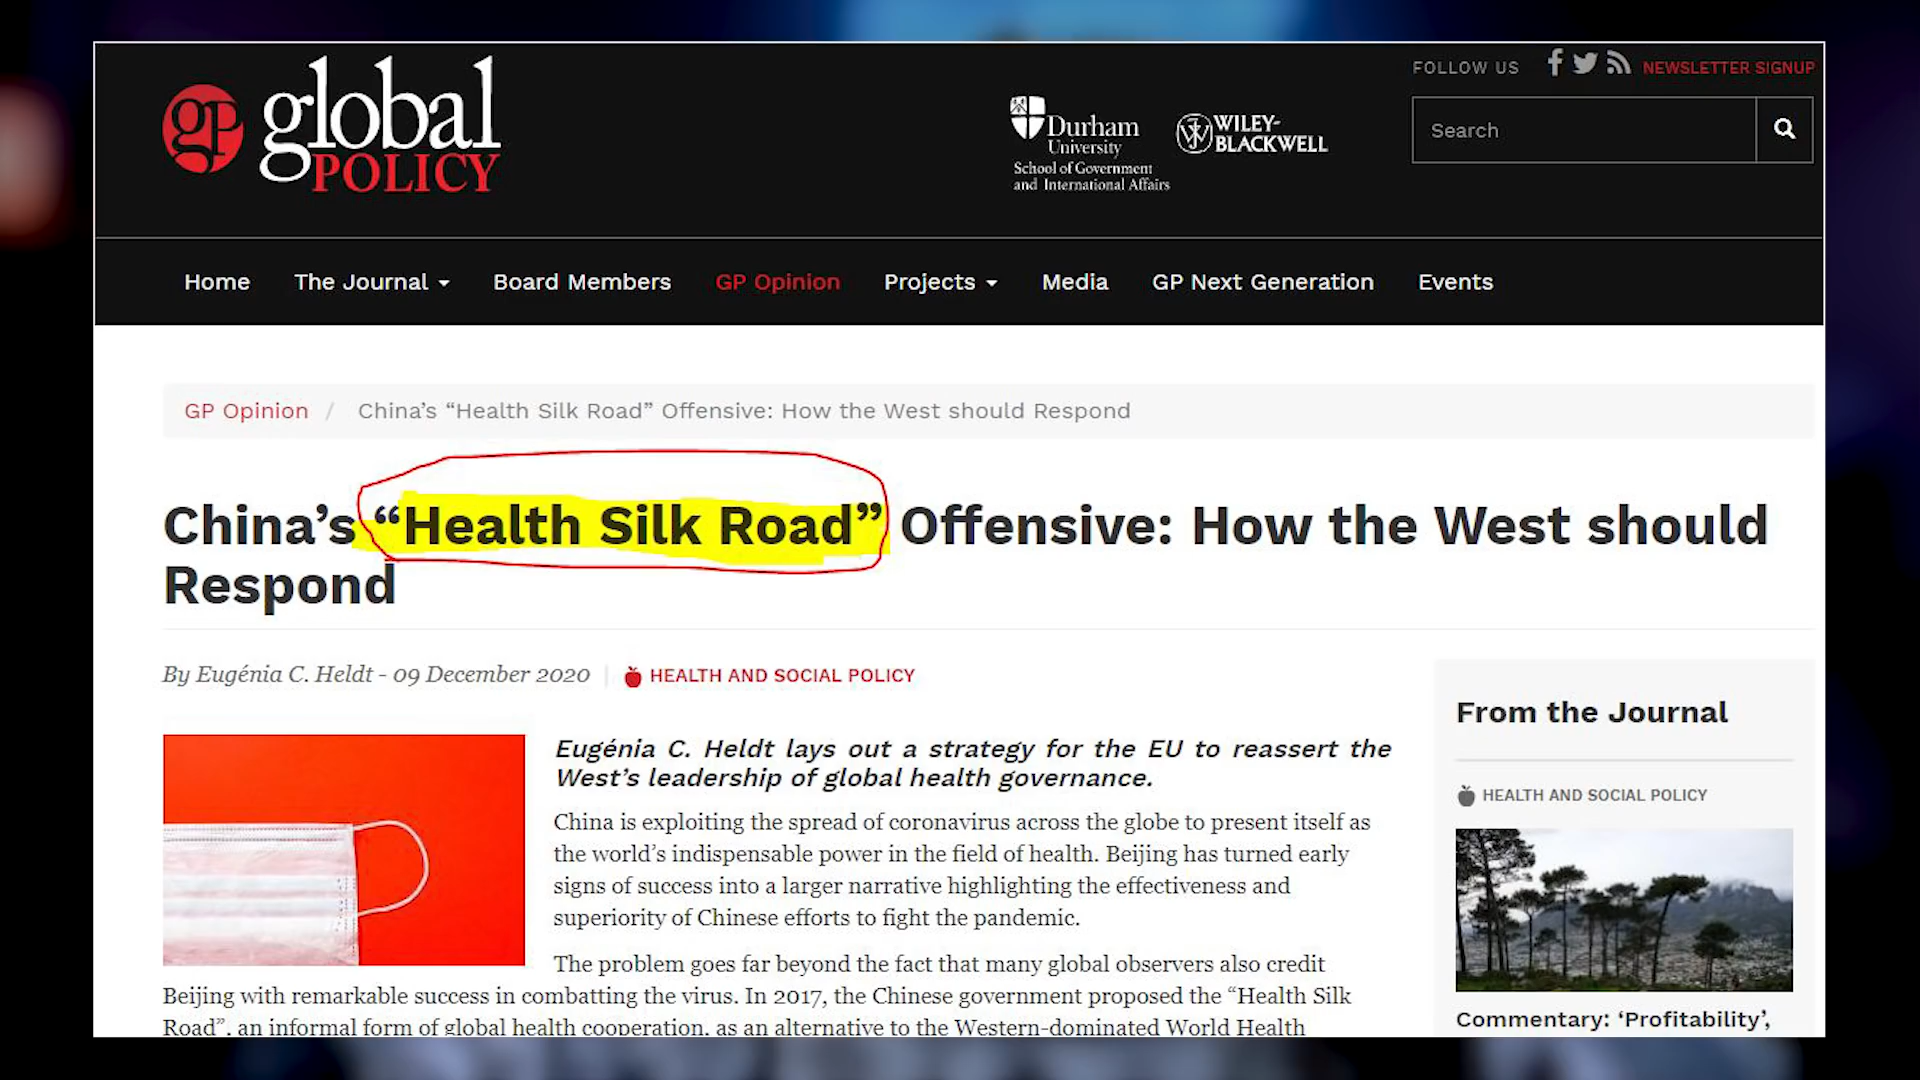 gp global POLICY
Durham University
School of Government
and International Affairs
WILEY-
BLACKWELL
FOLLOW US
NEWSLETTER SIGNUP
Search
Home The Journal Board Members GP Opinion Projects Media GP Next Generation Events
GP Opinion / China’s “Health Silk Road” Offensive: How the West should Respond
China’s “Health Silk Road” Offensive: How the West should
Respond
By Eugénia C. Heldt - 09 December 2020 | HEALTH AND SOCIAL POLICY
Eugénia C. Heldt lays out a strategy for the EU to reassert the
West’s leadership of global health governance.
China is exploiting the spread of coronavirus across the globe to present itself as
the world’s indispensable power in the field of health. Beijing has turned early
signs of success into a larger narrative highlighting the effectiveness and
superiority of Chinese efforts to fight the pandemic.
The problem goes far beyond the fact that many global observers also credit
Beijing with remarkable success in combatting the virus. In 2017, the Chinese government proposed the “Health Silk
Road”, an informal form of global health cooperation, as an alternative to the Western-dominated World Health
From the Journal
HEALTH AND SOCIAL POLICY
Commentary: ‘Profitability’,